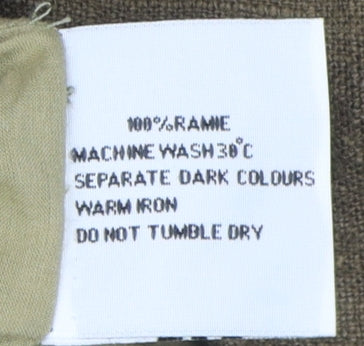 100% RAMIE
MACHINE WASH 30°C
SEPARATE DARK COLOURS
WARM IRON
DO NOT TUMBLE DRY